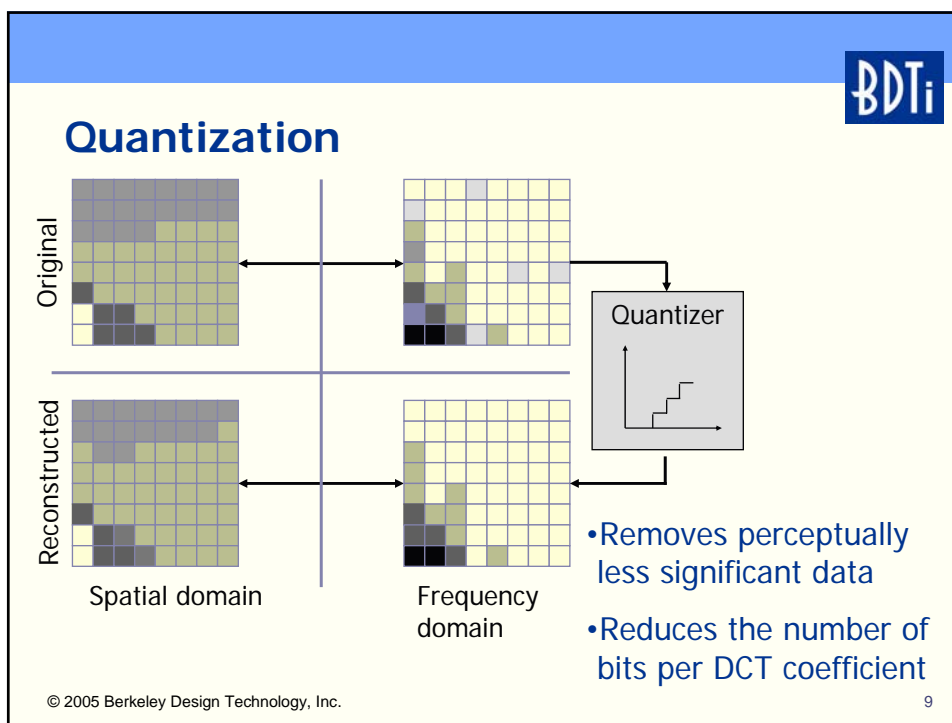 BDTi
Quantization
Original
Quantizer
Reconstructed
Spatial domain
Frequency
domain
•Removes perceptually
less significant data
•Reduces the number of
bits per DCT coefficient
© 2005 Berkeley Design Technology, Inc.
9